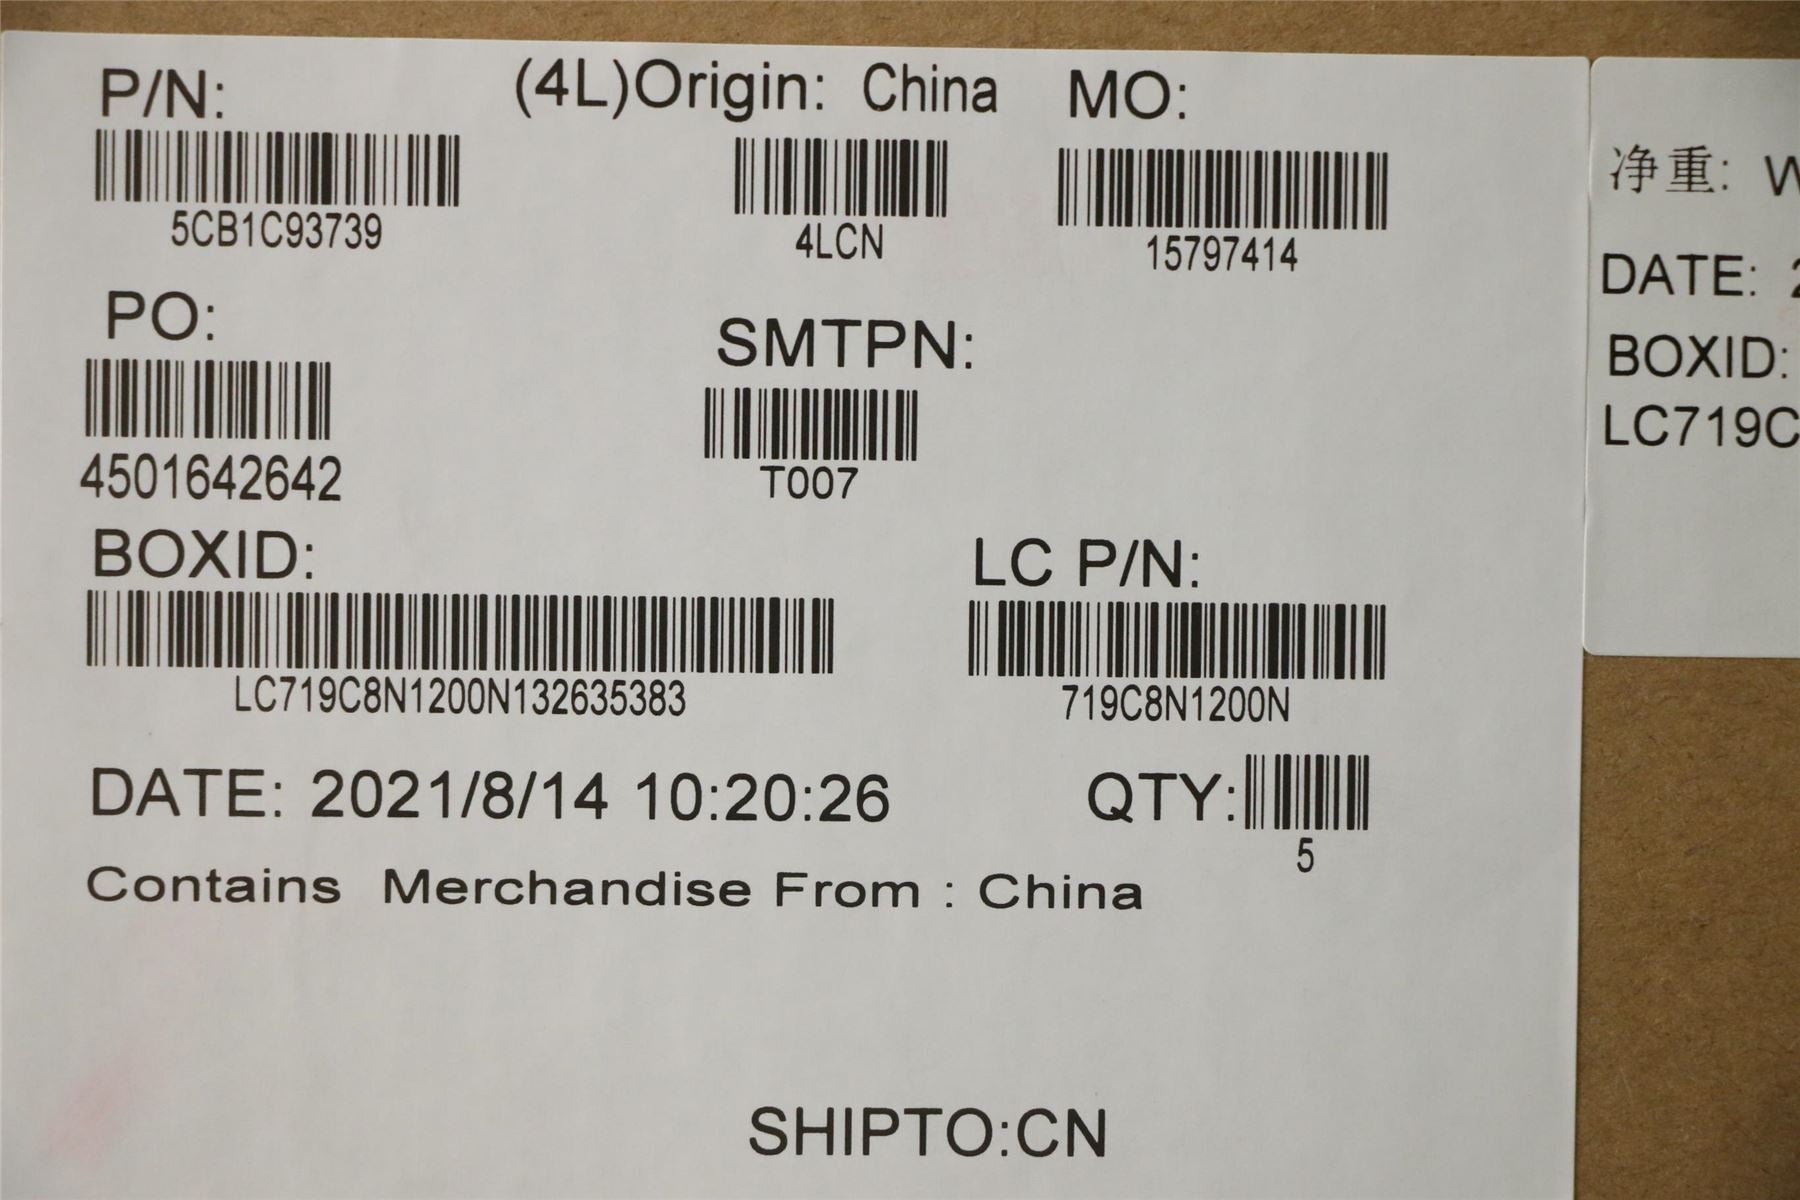 P/N: (4L)Origin: China MO:
5CB1C93739 4LCN 15797414
PO: SMTPN:
4501642642 T007
BOXID: LC P/N:
LC719C8N1200N132635383 719C8N1200N
DATE: 2021/8/14 10:20:26 QTY:
5
Contains Merchandise From : China
SHIPTO:CN
净重:
DATE:
BOXID:
LC719C